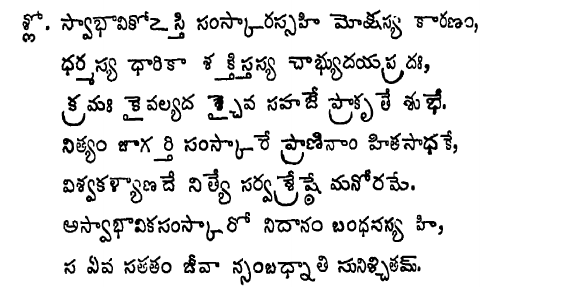 శ్లో. స్వాభావికోఽస్తి సంస్కారస్సహి మోక్షస్య కారణం,
ధర్మస్య ధారికా శక్తిస్తస్య చాభ్యుదయప్రదః,
క్రమః కైవల్యదశ్చైవ సహజే ప్రాకృతే శుభే.
నిత్యం జాగర్తి సంస్కారే ప్రాణినాం హితసాధకే,
విశ్వకళ్యాణదే నిత్యే సర్వశ్రేష్ఠే మనోరమే.
అస్వాభావికసంస్కారో నిదానం బంధనస్య హి,
స ఏవ సతతం జీవాన్సంబధ్నాతి సునిశ్చితమ్.